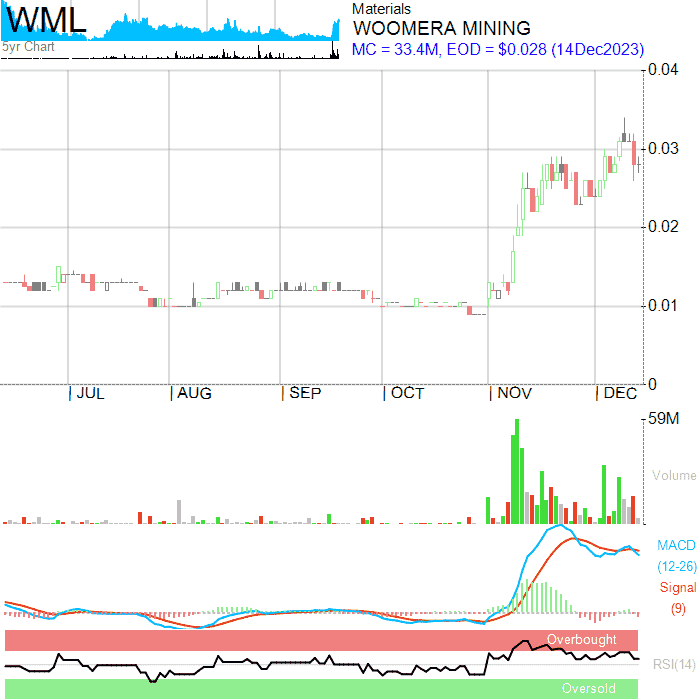 WML
5yr Chart
Materials
WOOMERA MINING
MC = 33.4M, EOD = $0.028 (14Dec2023)
0.04
0.03
0.02
0.01
0
JUL AUG SEP OCT NOV DEC
59M
Volume
MACD
(12-26)
Signal
(9)
Overbought
RSI(14)
Oversold